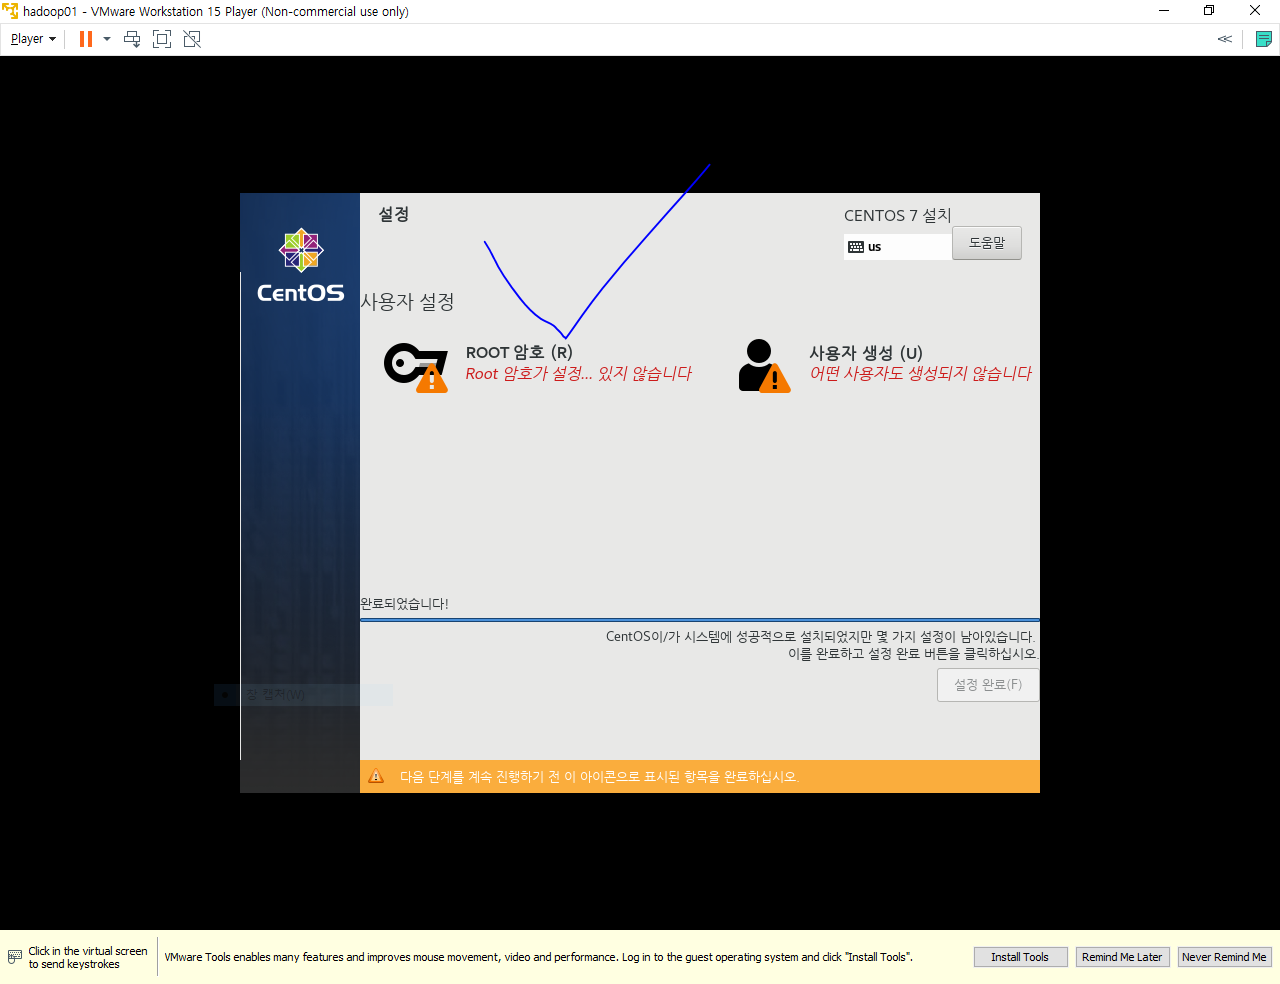 hadoop01 - VMware Workstation 15 Player (Non-commercial use only)
Player
설정
CENTOS 7 설치
us
도움말
CentOS
사용자 설정
ROOT 암호 (R)
Root 암호가 설정... 있지 않습니다
사용자 생성 (U)
어떤 사용자도 생성되지 않습니다
완료되었습니다!
CentOS이/가 시스템에 성공적으로 설치되었지만 몇 가지 설정이 남아있습니다.
이를 완료하고 설정 완료 버튼을 클릭하십시오.
창 캡처(W)
설정 완료(F)
다음 단계를 계속 진행하기 전 이 아이콘으로 표시된 항목을 완료하십시오.
Click in the virtual screen
to send keystrokes
VMware Tools enables many features and improves mouse movement, video and performance. Log in to the guest operating system and click "Install Tools".
Install Tools
Remind Me Later
Never Remind Me